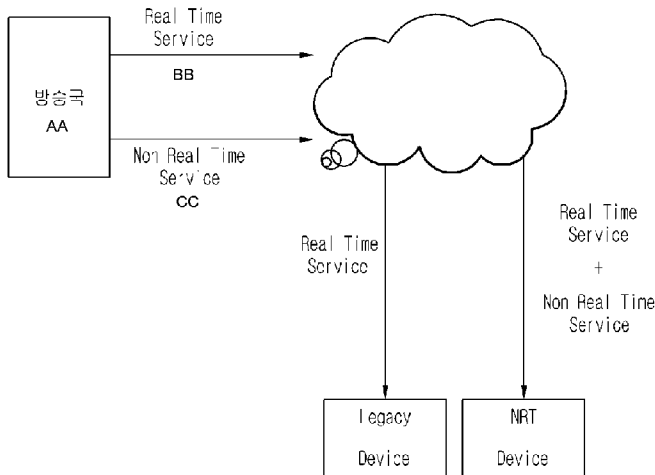 Real Time
Service
BB
방송국
AA
Non Real Time
Service
CC
Real Time
Service
Real Time
Service
+
Non Real Time
Service
Legacy
Device
NRT
Device